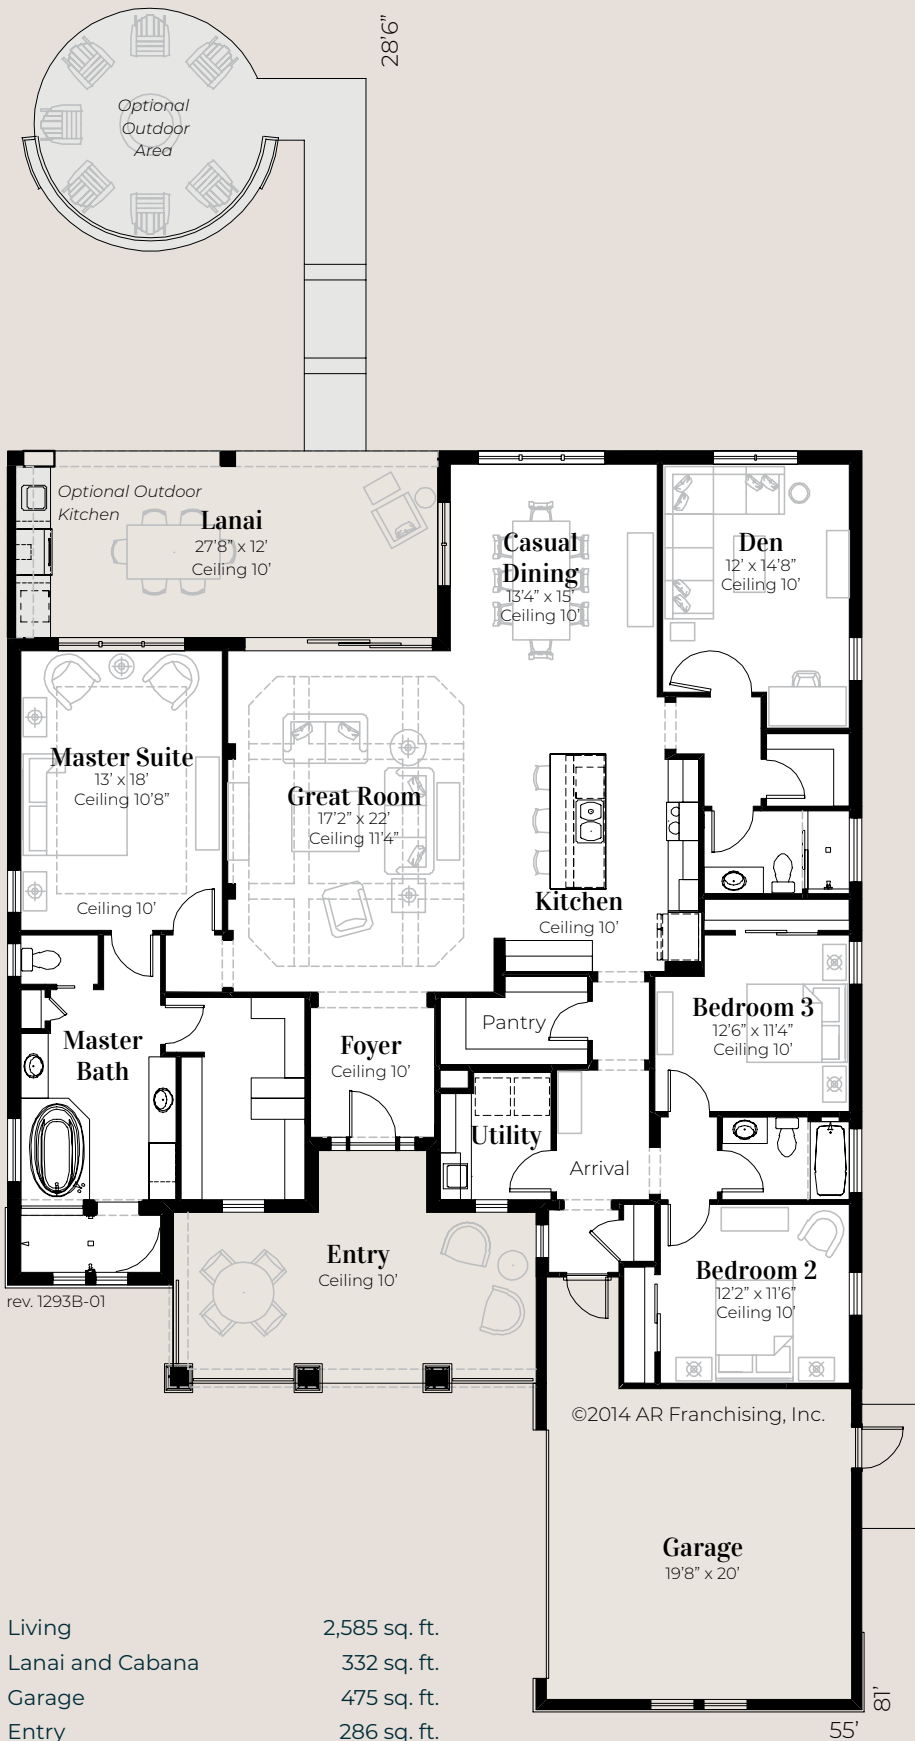 28'6"
Optional
Outdoor
Area
Optional Outdoor
Kitchen
Lanai
27'8" x 12'
Ceiling 10'
Casual
Dining
13'4" x 15'
Ceiling 10'
Den
12' x 14'8"
Ceiling 10'
Master Suite
13' x 18'
Ceiling 10'8"
Ceiling 10'
Great Room
17'2" x 22'
Ceiling 11'4"
Kitchen
Ceiling 10'
Master
Bath
Foyer
Ceiling 10'
Pantry
Bedroom 3
12'6" x 11'4"
Ceiling 10'
Utility
Arrival
Entry
Ceiling 10'
Bedroom 2
12'2" x 11'6"
Ceiling 10'
rev. 1293B-01
©2014 AR Franchising, Inc.
Garage
19'8" x 20'
Living 2,585 sq. ft.
Lanai and Cabana 332 sq. ft.
Garage 475 sq. ft.
Entry 286 sq. ft.
81'
55'